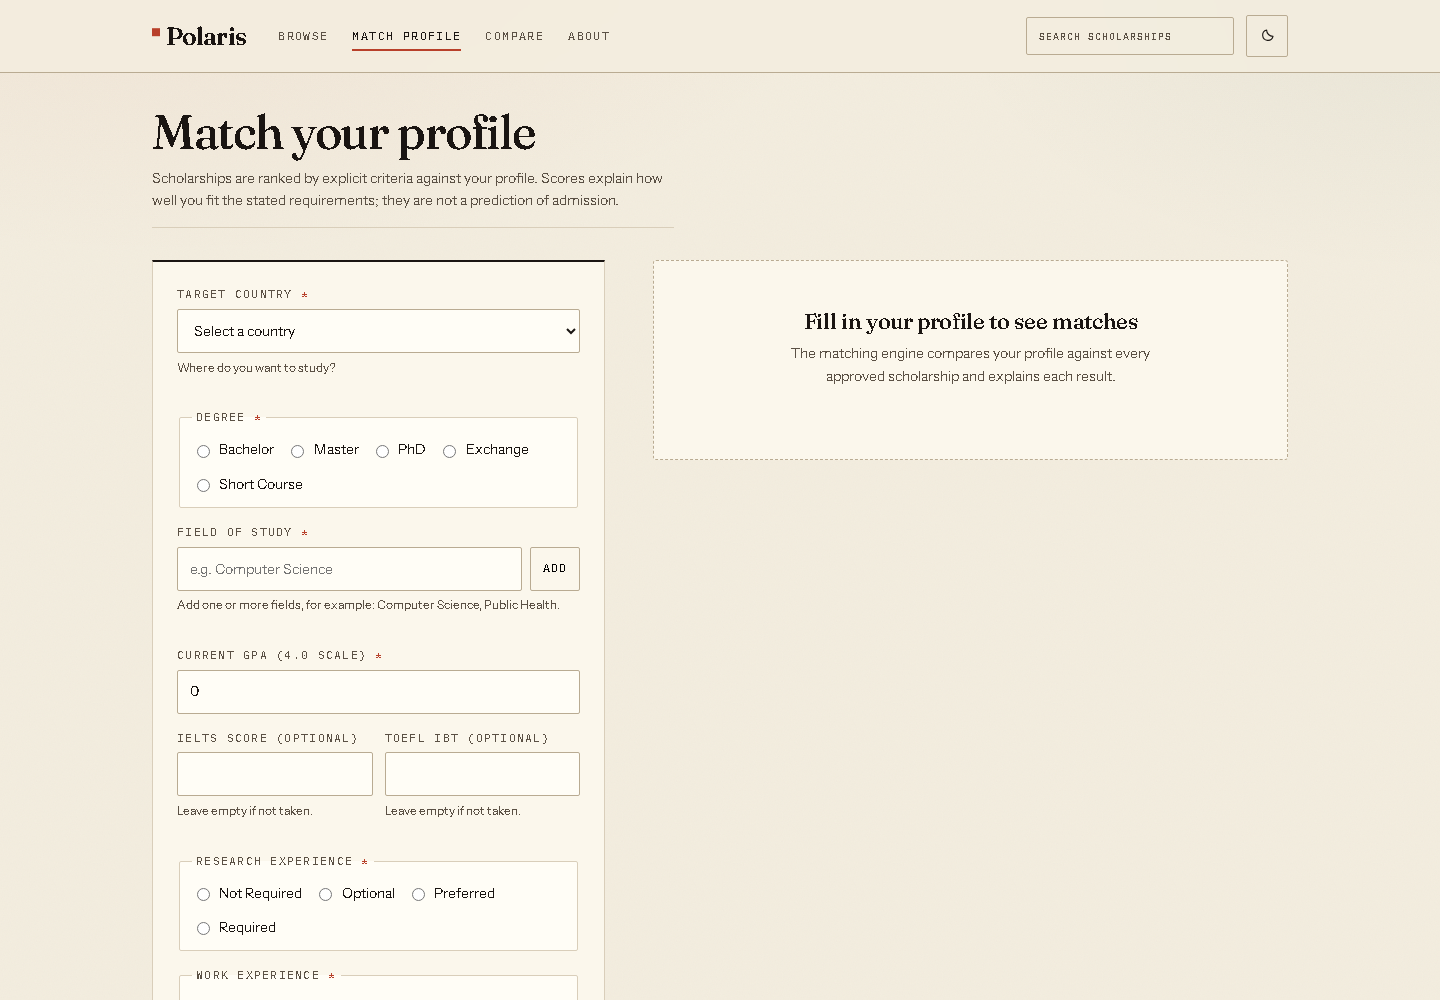 Polaris
BROWSE
MATCH PROFILE
COMPARE
ABOUT
SEARCH SCHOLARSHIPS
Match your profile
Scholarships are ranked by explicit criteria against your profile. Scores explain how
well you fit the stated requirements; they are not a prediction of admission.
TARGET COUNTRY *
Select a country
Where do you want to study?
DEGREE *
Bachelor
Master
PhD
Exchange
Short Course
FIELD OF STUDY *
e.g. Computer Science
ADD
Add one or more fields, for example: Computer Science, Public Health.
CURRENT GPA (4.0 SCALE) *
0
IELTS SCORE (OPTIONAL)
TOEFL IBT (OPTIONAL)
Leave empty if not taken.
Leave empty if not taken.
RESEARCH EXPERIENCE *
Not Required
Optional
Preferred
Required
WORK EXPERIENCE *
Fill in your profile to see matches
The matching engine compares your profile against every
approved scholarship and explains each result.